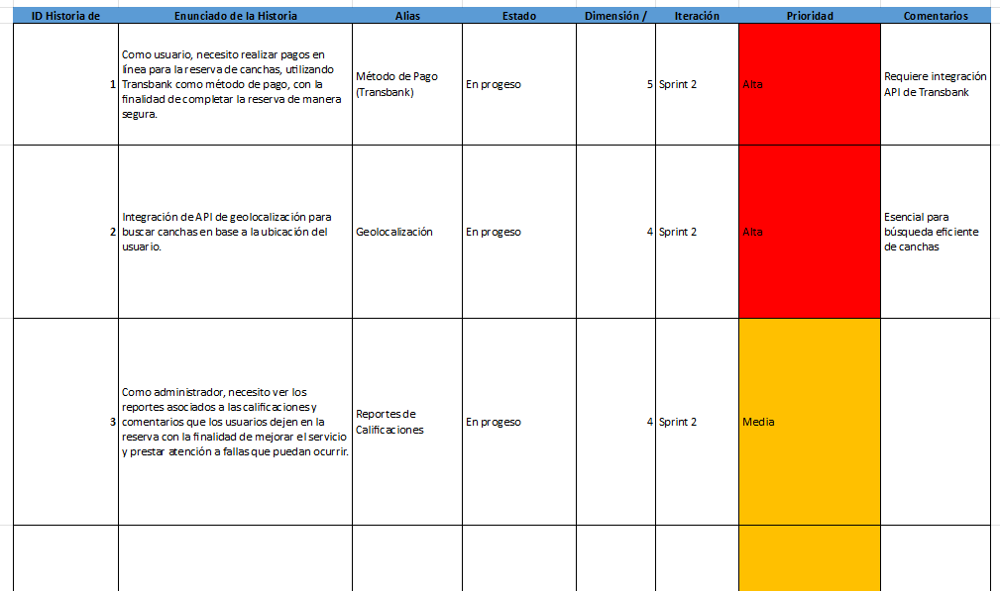 ID Historia de
Enunciado de la Historia
Alias
Estado
Dimensión /
Iteración
Prioridad
Comentarios
1
Como usuario, necesito realizar pagos en
línea para la reserva de canchas, utilizando
Transbank como método de pago, con la
finalidad de completar la reserva de manera
segura.
Método de Pago
(Transbank)
En progeso
5
Sprint 2
Alta
Requiere integración
API de Transbank
2
Integración de API de geolocalización para
buscar canchas en base a la ubicación del
usuario.
Geolocalización
En progeso
4
Sprint 2
Alta
Esencial para
búsqueda eficiente
de canchas
3
Como administrador, necesito ver los
reportes asociados a las calificaciones y
comentarios que los usuarios dejen en la
reserva con la finalidad de mejorar el servicio
y prestar atención a fallas que puedan ocurrir.
Reportes de
Calificaciones
En progeso
4
Sprint 2
Media